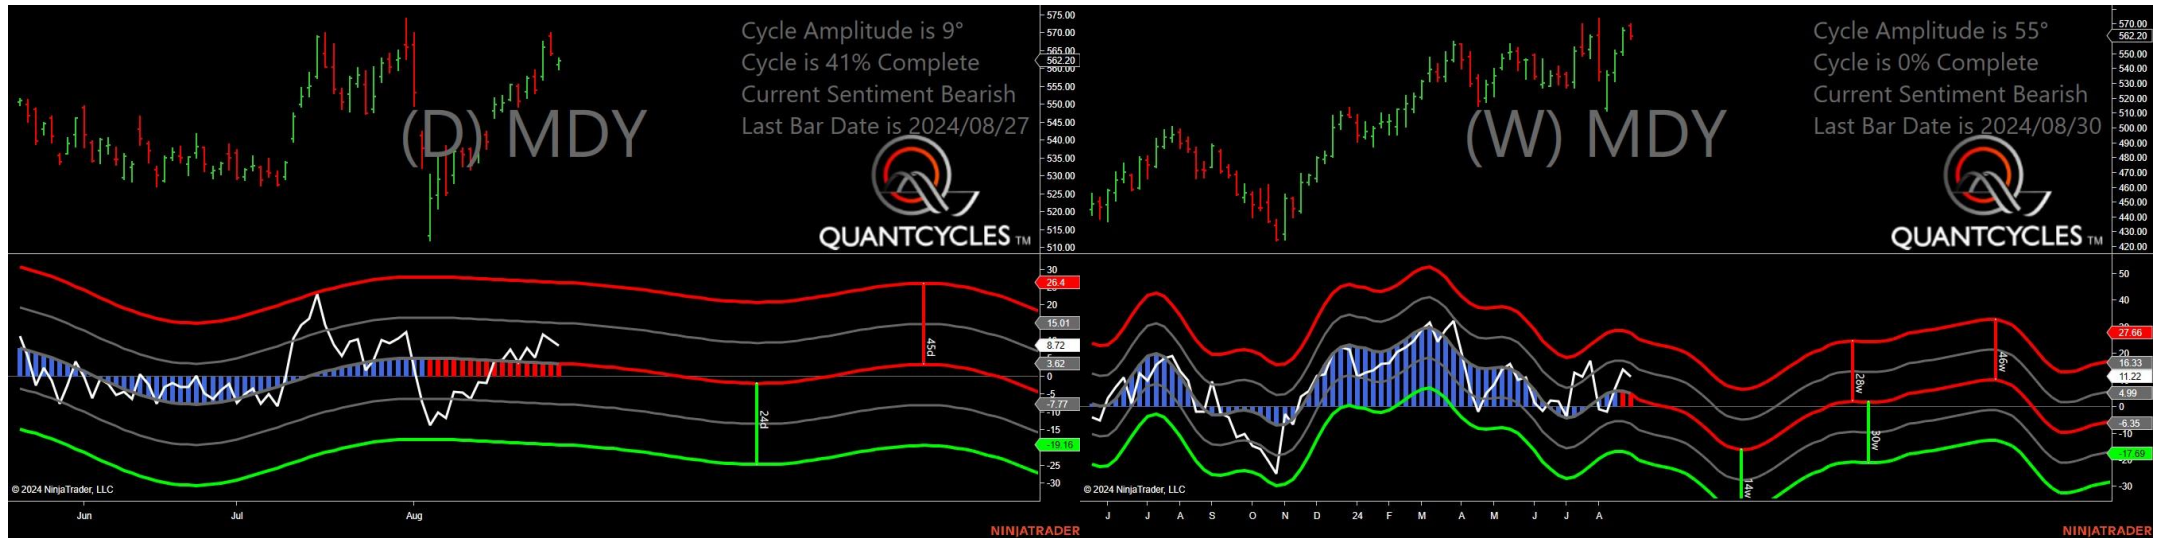 Cycle Amplitude is 9°
Cycle is 41% Complete
Current Sentiment Bearish
Last Bar Date is 2024/08/27
(D) MDY
QUANTCYCLES TM
575.00
570.00
565.00
562.20
560.00
555.00
550.00
545.00
540.00
535.00
530.00
525.00
520.00
515.00
510.00
30
26.4
20
15.01
8.72
3.62
0
-5
-7.77
-10
-15
-19.16
-25
-30
45d
24d
© 2024 NinjaTrader, LLC
Jun
Jul
Aug
NINJATRADER
Cycle Amplitude is 55°
Cycle is 0% Complete
Current Sentiment Bearish
Last Bar Date is 2024/08/30
(W) MDY
QUANTCYCLES TM
570.00
562.20
550.00
540.00
530.00
520.00
510.00
500.00
490.00
480.00
470.00
460.00
450.00
440.00
430.00
420.00
50
40
27.66
20
16.33
11.22
4.99
0
-6.35
-10
-17.69
-30
28w
46w
30w
14w
© 2024 NinjaTrader, LLC
J
J
A
S
O
N
D
24
F
M
A
M
J
J
A
NINJATRADER